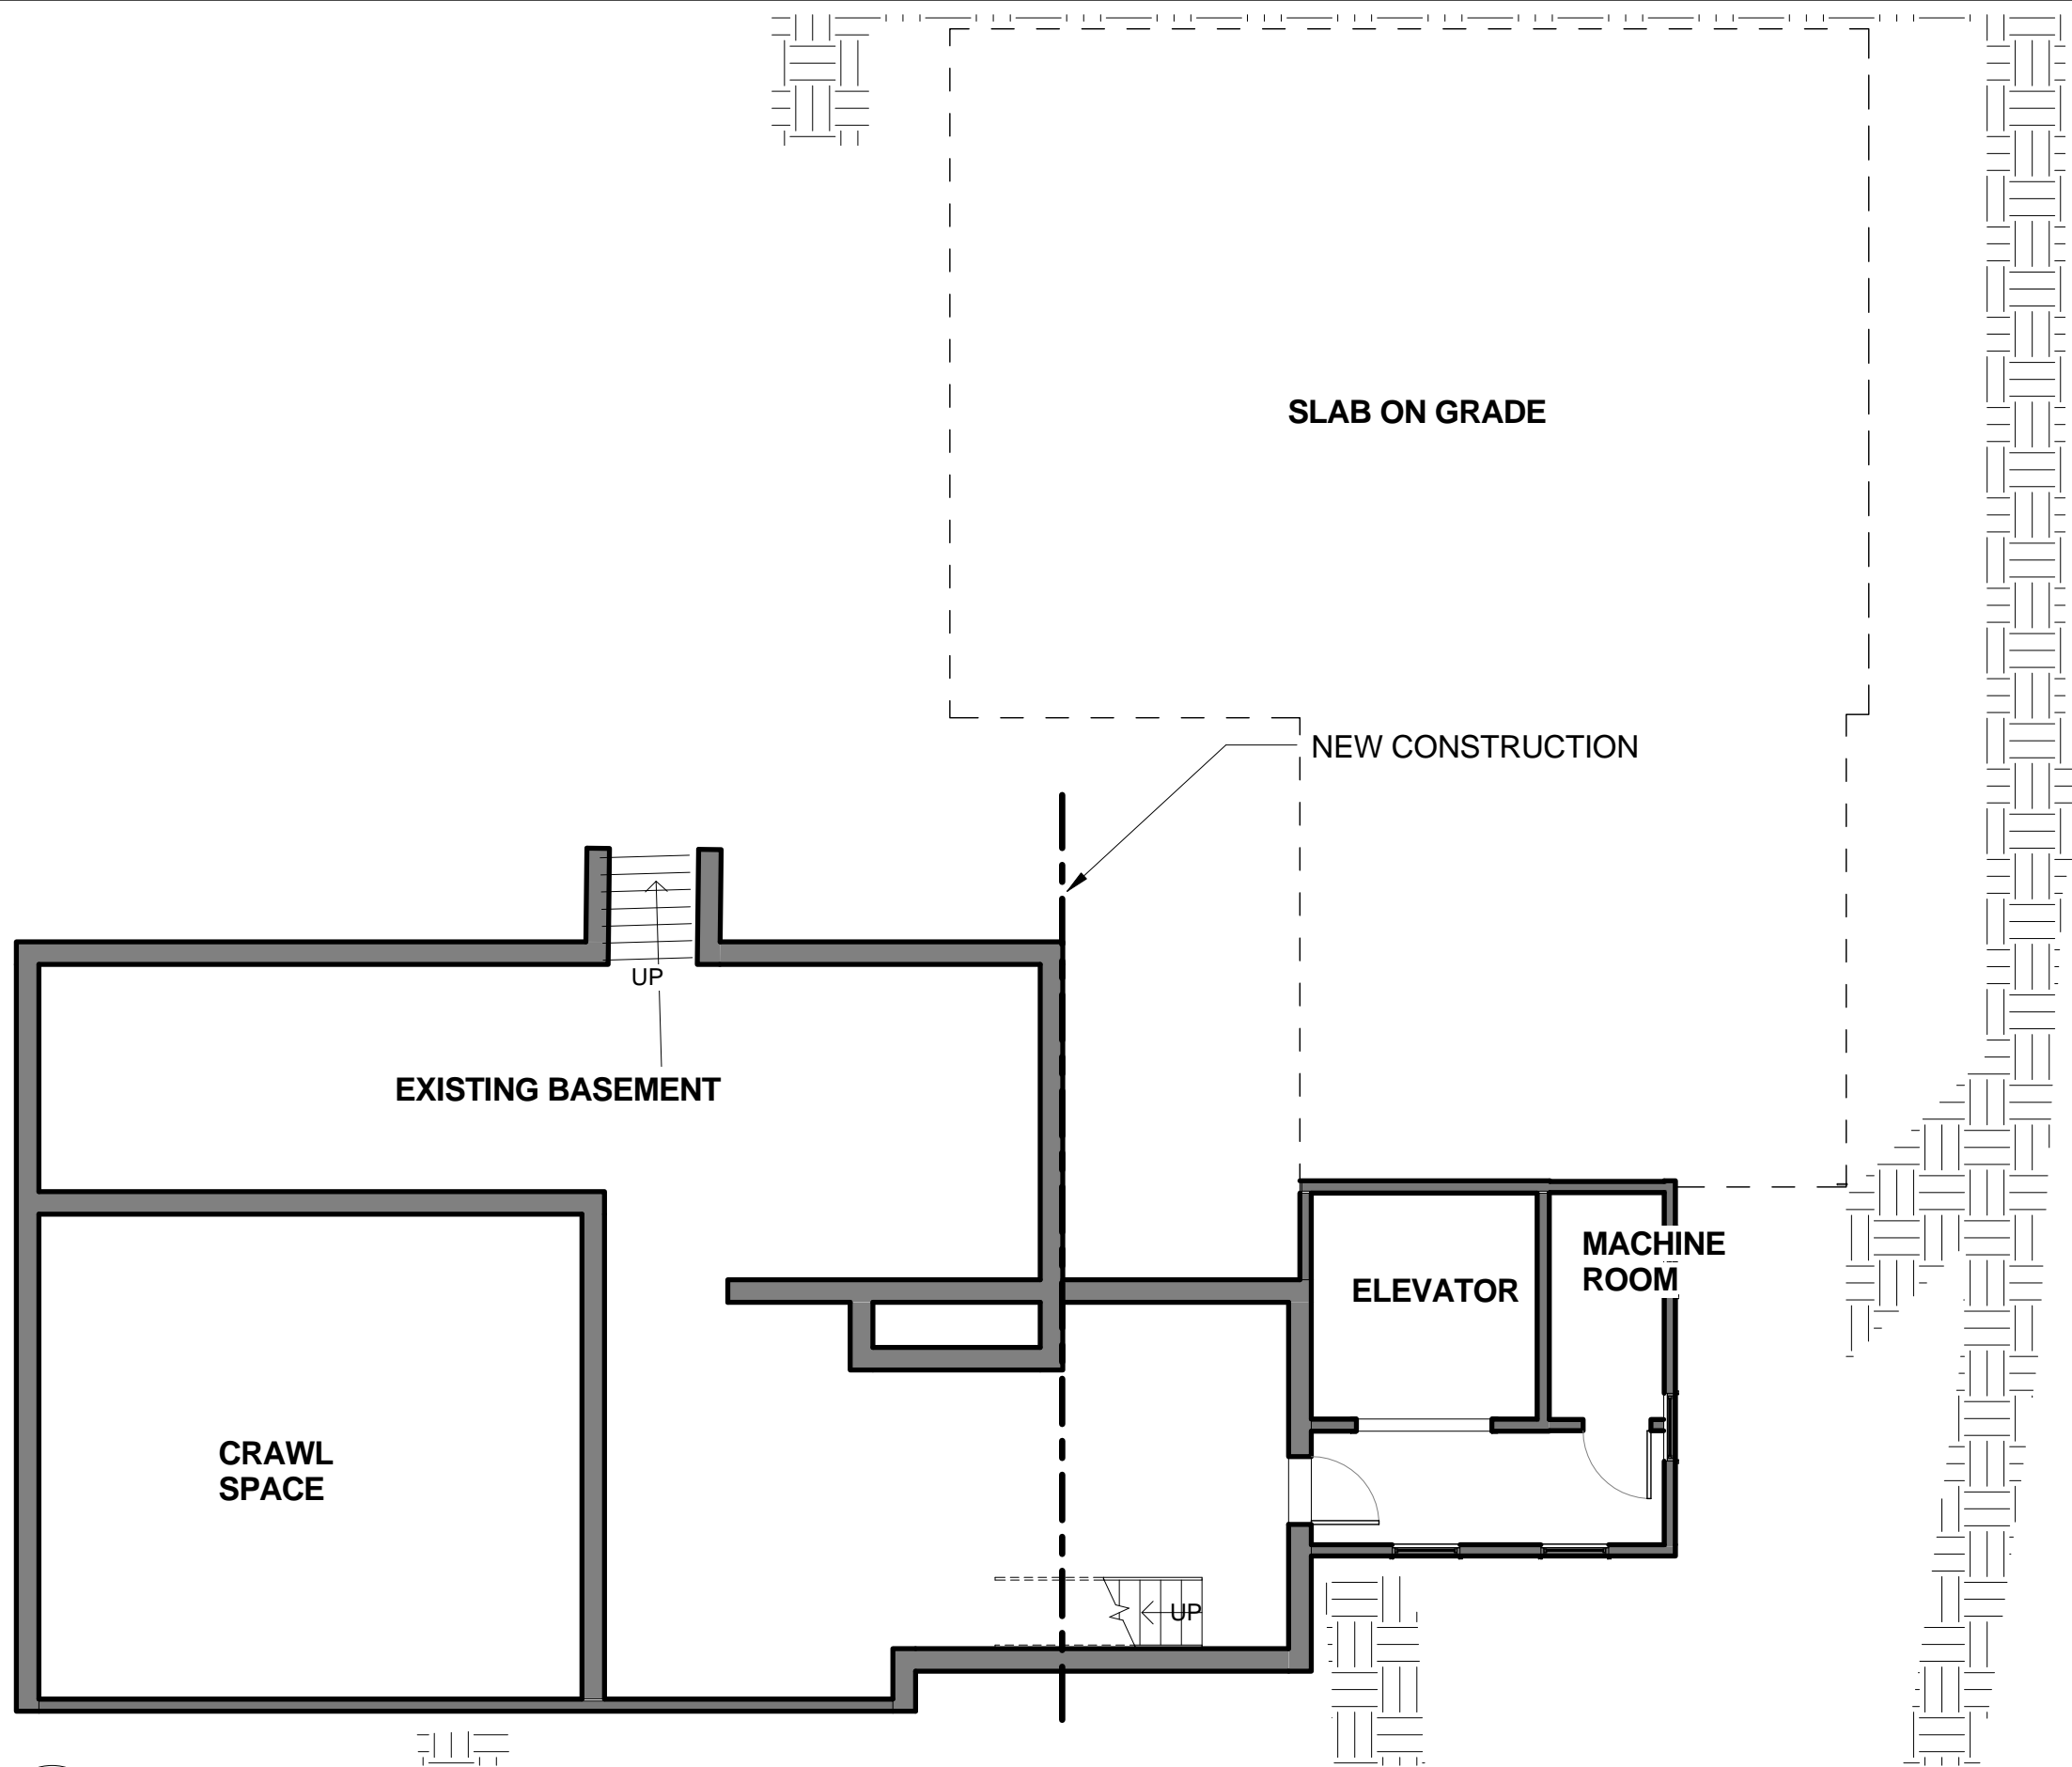 SLAB ON GRADE
NEW CONSTRUCTION
UP
EXISTING BASEMENT
MACHINE
ROOM
ELEVATOR
CRAWL
SPACE
UP